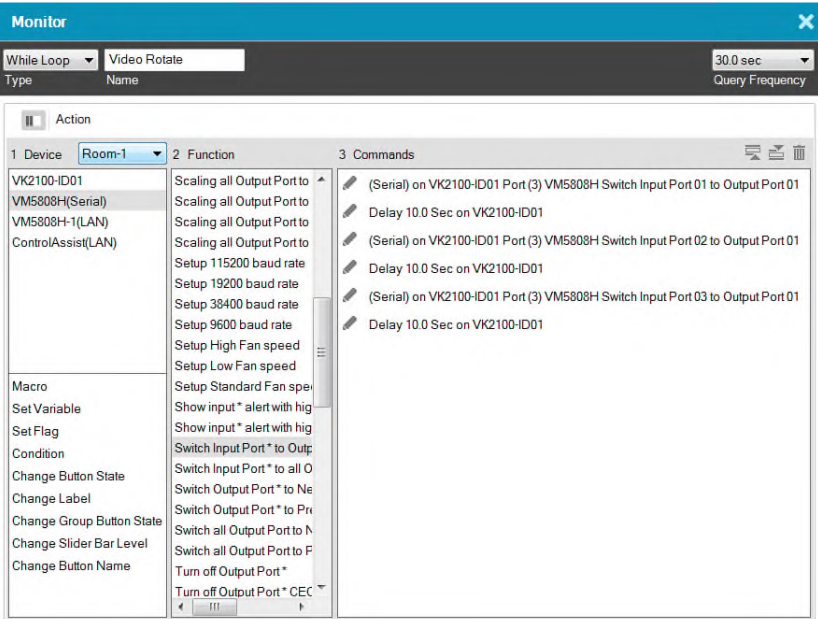 Monitor
While Loop
Video Rotate
30.0 sec
Type
Name
Query Frequency
Action
1 Device
Room-1
2 Function
3 Commands
VK2100-ID01
VM5808H(Serial)
VM5808H-1(LAN)
ControlAssist(LAN)
Macro
Set Variable
Set Flag
Condition
Change Button State
Change Label
Change Group Button State
Change Slider Bar Level
Change Button Name
Scaling all Output Port to
Scaling all Output Port to
Scaling all Output Port to
Scaling all Output Port to
Setup 115200 baud rate
Setup 19200 baud rate
Setup 38400 baud rate
Setup 9600 baud rate
Setup High Fan speed
Setup Low Fan speed
Setup Standard Fan spe
Show input * alert with hig
Show input * alert with hig
Switch Input Port * to Outp
Switch Input Port * to all O
Switch Output Port * to Ne
Switch Output Port * to Pre
Switch all Output Port to N
Switch all Output Port to P
Turn off Output Port *
Turn off Output Port * CEC
(Serial) on VK2100-ID01 Port (3) VM5808H Switch Input Port 01 to Output Port 01
Delay 10.0 Sec on VK2100-ID01
(Serial) on VK2100-ID01 Port (3) VM5808H Switch Input Port 02 to Output Port 01
Delay 10.0 Sec on VK2100-ID01
(Serial) on VK2100-ID01 Port (3) VM5808H Switch Input Port 03 to Output Port 01
Delay 10.0 Sec on VK2100-ID01